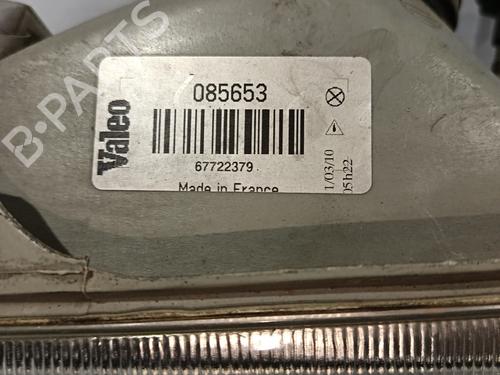 B-PARTS
Valeo
085653
67722379
Made in France
1/03/10
05h22